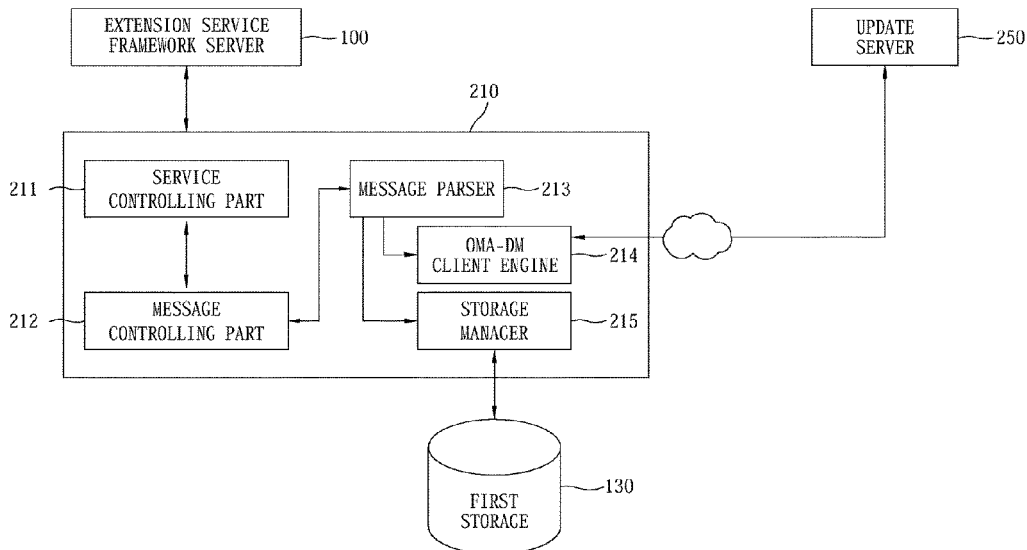 EXTENSION SERVICE
FRAMEWORK SERVER
100
UPDATE
SERVER
250
210
211
SERVICE
CONTROLLING PART
MESSAGE PARSER
213
OMA-DM
CLIENT ENGINE
214
212
MESSAGE
CONTROLLING PART
STORAGE
MANAGER
215
FIRST
STORAGE
130